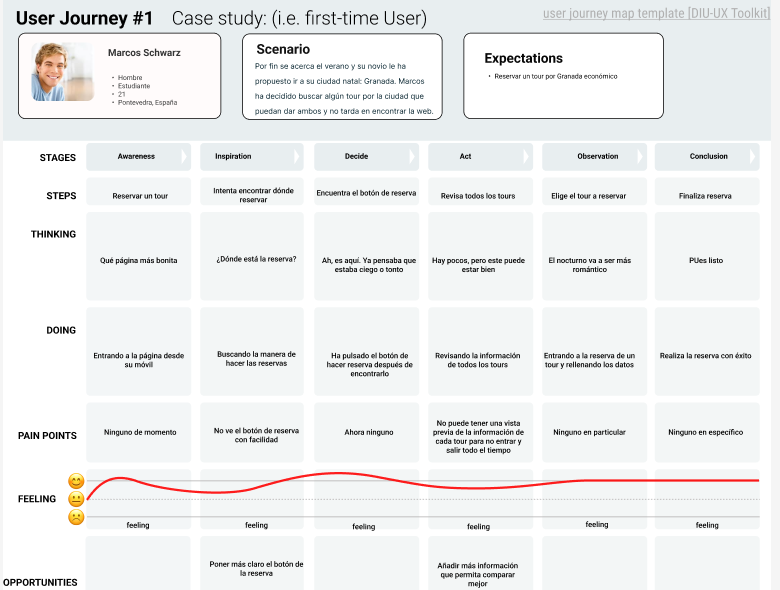 User Journey #1 Case study: (i.e. first-time User)
user journey map template [DIU-UX Toolkit]
Marcos Schwarz
• Hombre
• Estudiante
• 21
• Pontevedra, España
Scenario
Por fin se acerca el verano y su novio le ha
propuesto ir a su ciudad natal: Granada. Marcos
ha decidido buscar algún tour por la ciudad que
puedan dar ambos y no tarda en encontrar la web.
Expectations
• Reservar un tour por Granada económico
STAGES
Awareness
Inspiration
Decide
Act
Observation
Conclusion
STEPS
Reservar un tour
Intenta encontrar dónde
reservar
Encuentra el botón de reserva
Revisa todos los tours
Elige el tour a reservar
Finaliza reserva
THINKING
Qué página más bonita
¿Dónde está la reserva?
Ah, es aquí. Ya pensaba que
estaba ciego o tonto
Hay pocos, pero este puede
estar bien
El nocturno va a ser más
romántico
PUes listo
DOING
Entrando a la página desde
su móvil
Buscando la manera de
hacer las reservas
Ha pulsado el botón de
hacer reserva después de
encontrarlo
Revisando la información
de todos los tours
Entrando a la reserva de un
tour y rellenando los datos
Realiza la reserva con éxito
PAIN POINTS
Ninguno de momento
No ve el botón de reserva
con facilidad
Ahora ninguno
No puede tener una vista
previa de la información de
cada tour para no entrar y
salir todo el tiempo
Ninguno en particular
Ninguno en específico
FEELING
feeling
feeling
feeling
feeling
feeling
feeling
OPPORTUNITIES
Poner más claro el botón de
la reserva
Añadir más información
que permita comparar
mejor